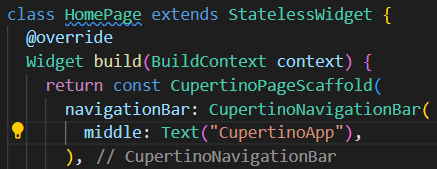 class HomePage extends StatelessWidget {
@override
Widget build(BuildContext context) {
return const CupertinoPageScaffold(
navigationBar: CupertinoNavigationBar(
middle: Text("CupertinoApp"),
), // CupertinoNavigationBar